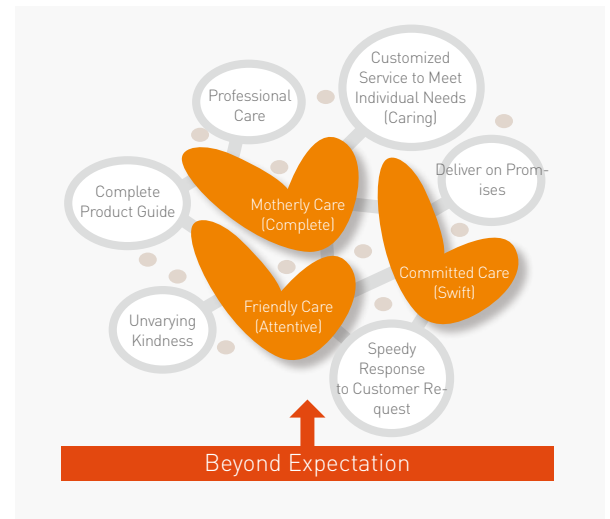 Customized
Service to Meet
Individual Needs
(Caring)
Professional
Care
Deliver on Prom-
ises
Complete
Product Guide
Motherly Care
(Complete)
Committed Care
(Swift)
Friendly Care
(Attentive)
Unvarying
Kindness
Speedy
Response
to Customer Re-
quest
Beyond Expectation